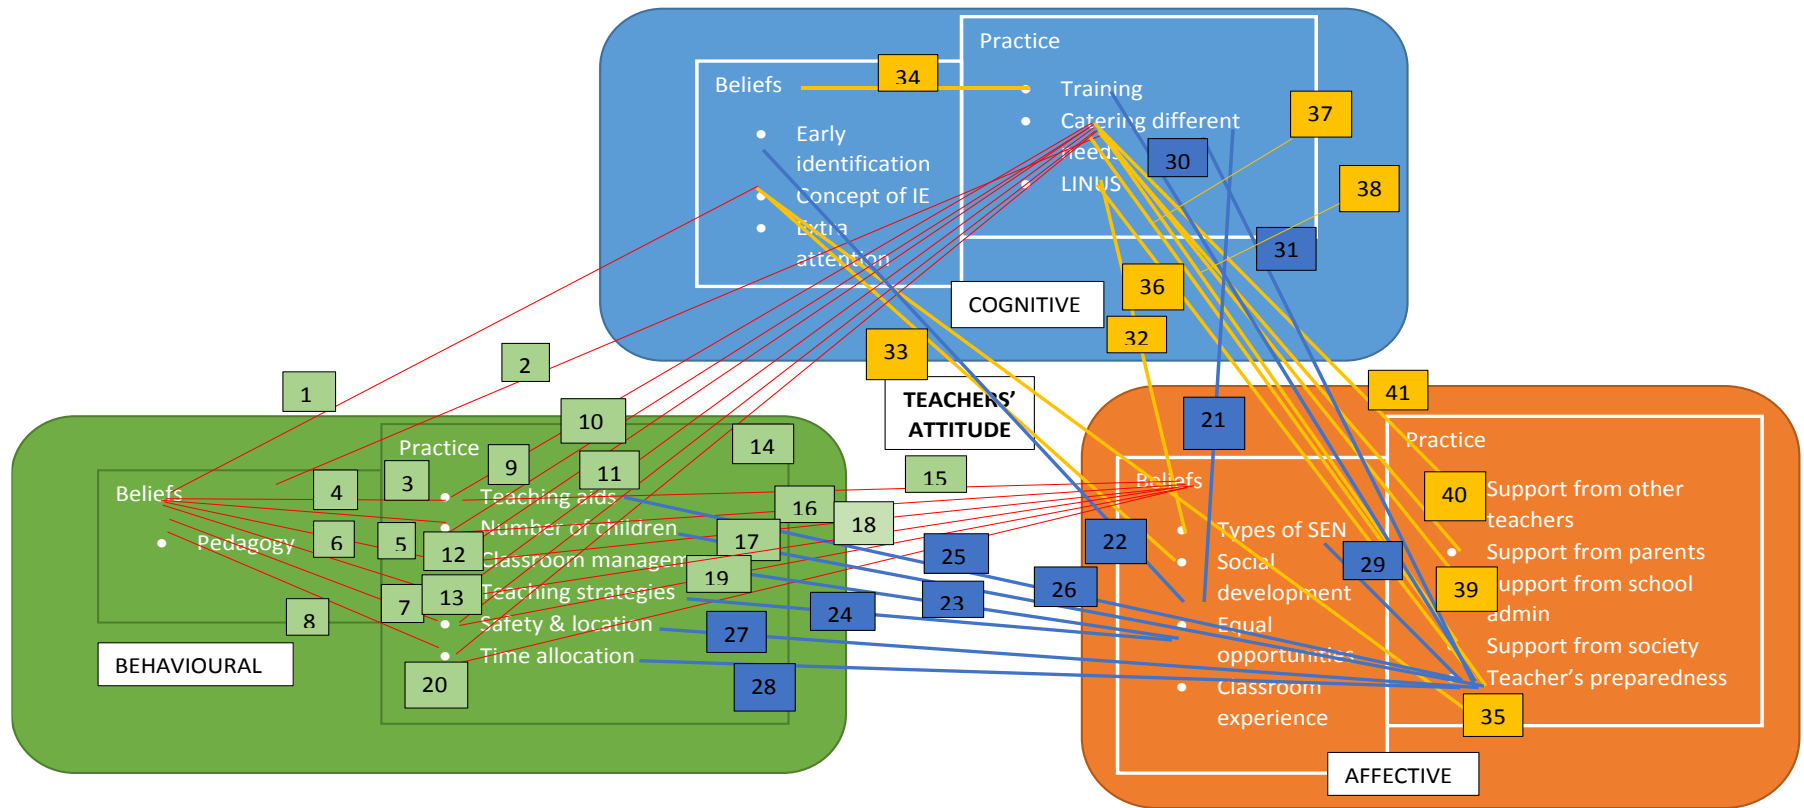 Practice
34
Beliefs
Training
37
Early
Catering different
identification
needs
30
Concept of IE
LINUS
38
Extra
attention
31
36
COGNITIVE
32
33
2
1
TEACHERS'
ATTITUDE
41
21
10
14
Practice
Practice
9
11
15
3
4
Beliefs
Beliefs
Teaching aids
40
Support from other
teachers
16
18
Number of children
Types of SEN
22
17
6
5
12
Pedagogy
25
Support from parents
Classroom managem
Social
development
29
19
26
Support from school
admin
Teaching strategies
13
7
8
24
23
39
Safety & location
27
Equal
opportunities
Support from society
Time allocation
BEHAVIOURAL
20
28
Teacher's preparedness
Classroom
experience
35
AFFECTIVE